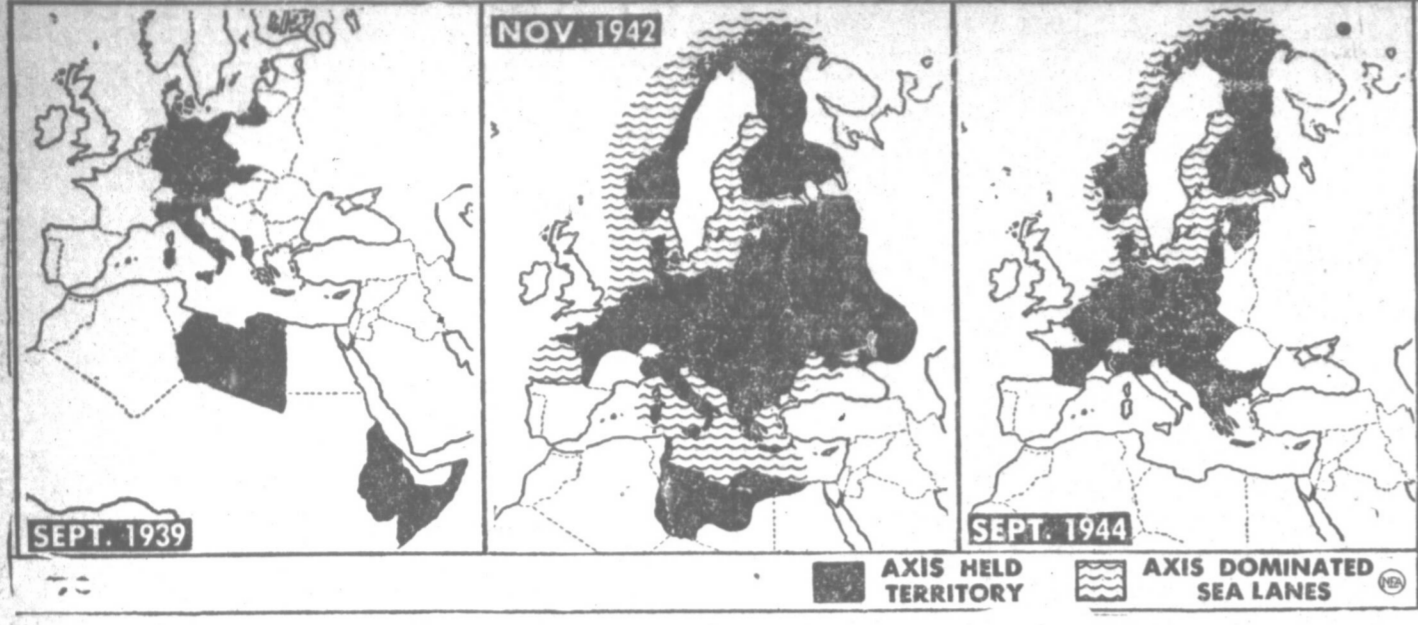 NOV. 1942
SEPT. 1939
SEPT. 1944
AXIS HELD
TERRITORY
AXIS DOMINATED
SEA LANES
NEA